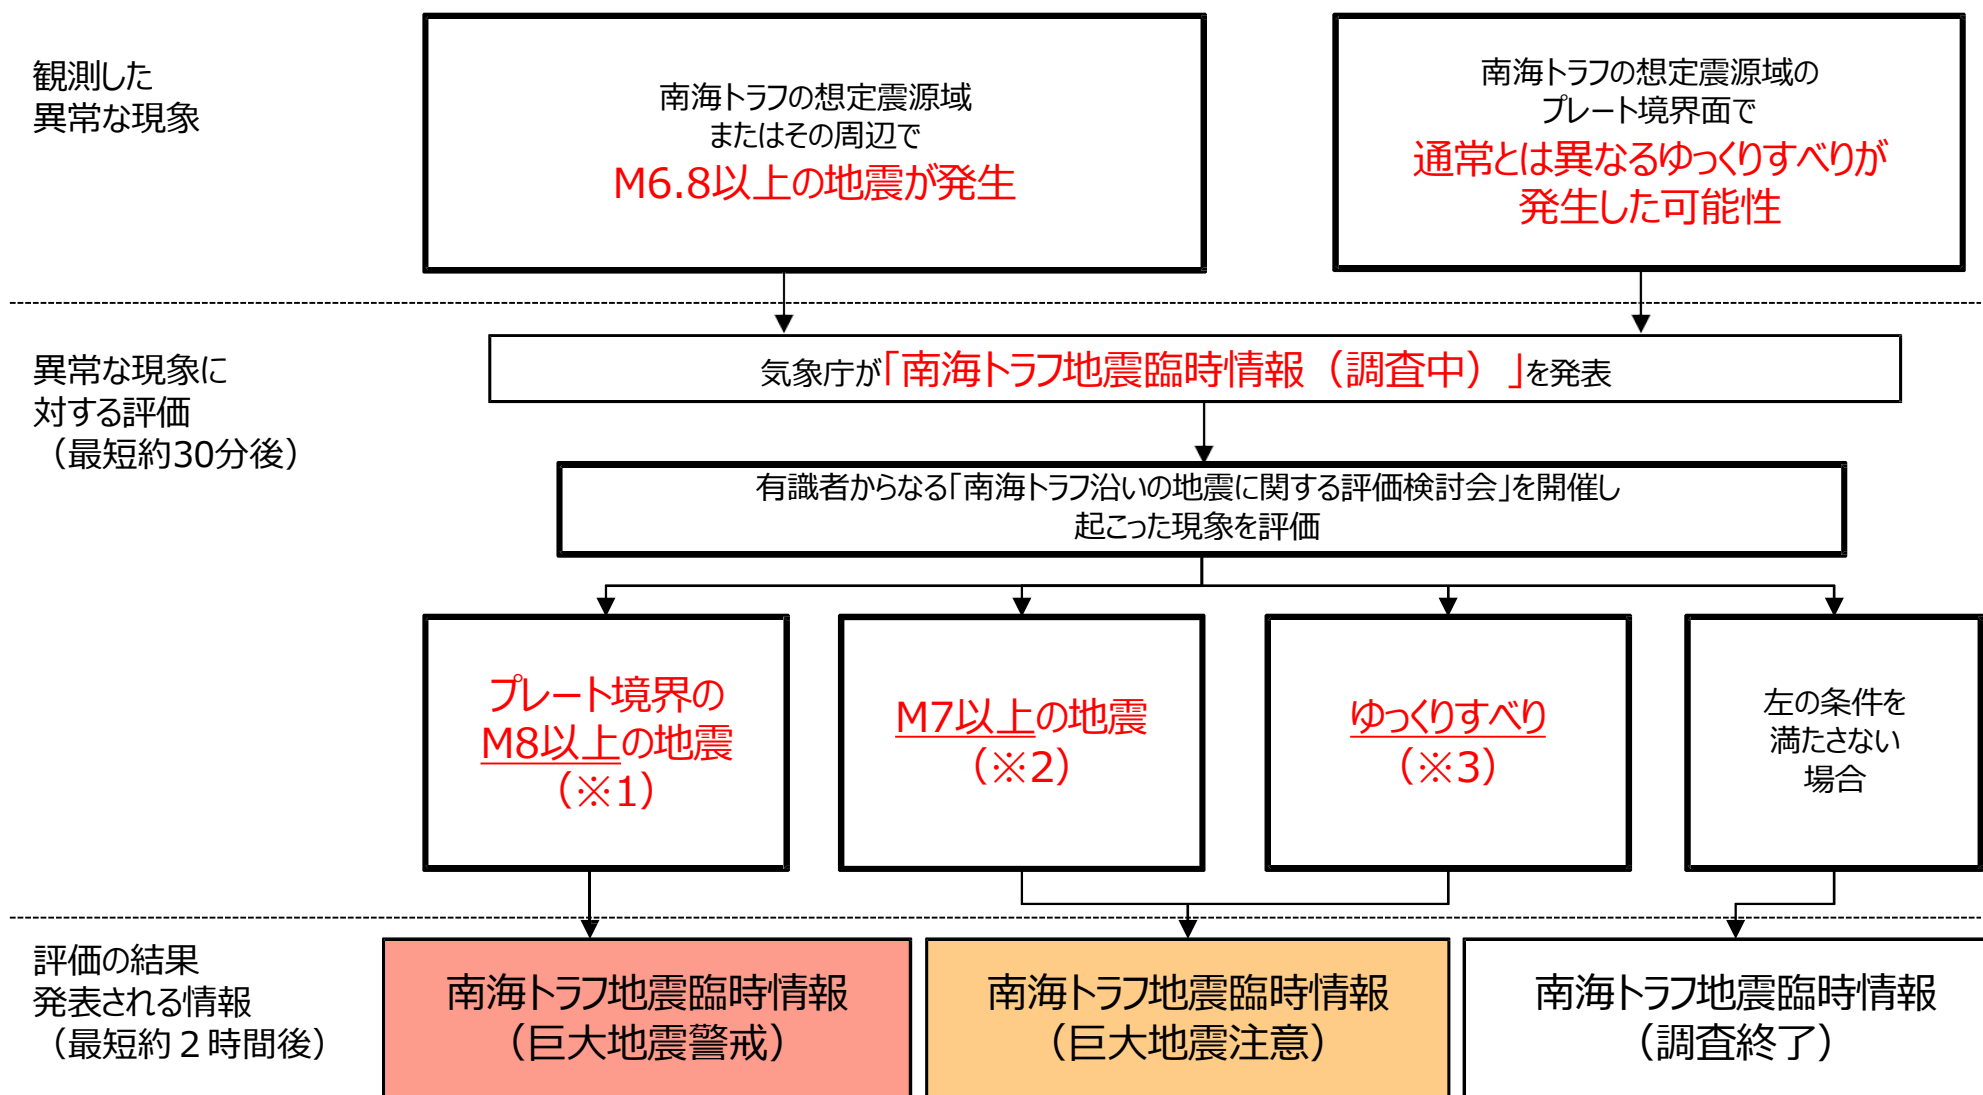 観測した
異常な現象
南海トラフの想定震源域
またはその周辺で
M6.8以上の地震が発生
南海トラフの想定震源域の
プレート境界面で
通常とは異なるゆっくりすべりが
発生した可能性
異常な現象に
対する評価
（最短約30分後）
気象庁が「南海トラフ地震臨時情報（調査中）」を発表
有識者からなる「南海トラフ沿いの地震に関する評価検討会」を開催し
起こった現象を評価
プレート境界の
M8以上の地震
（※1）
M7以上の地震
（※2）
ゆっくりすべり
（※3）
左の条件を
満たさない
場合
評価の結果
発表される情報
（最短約２時間後）
南海トラフ地震臨時情報
（巨大地震警戒）
南海トラフ地震臨時情報
（巨大地震注意）
南海トラフ地震臨時情報
（調査終了）